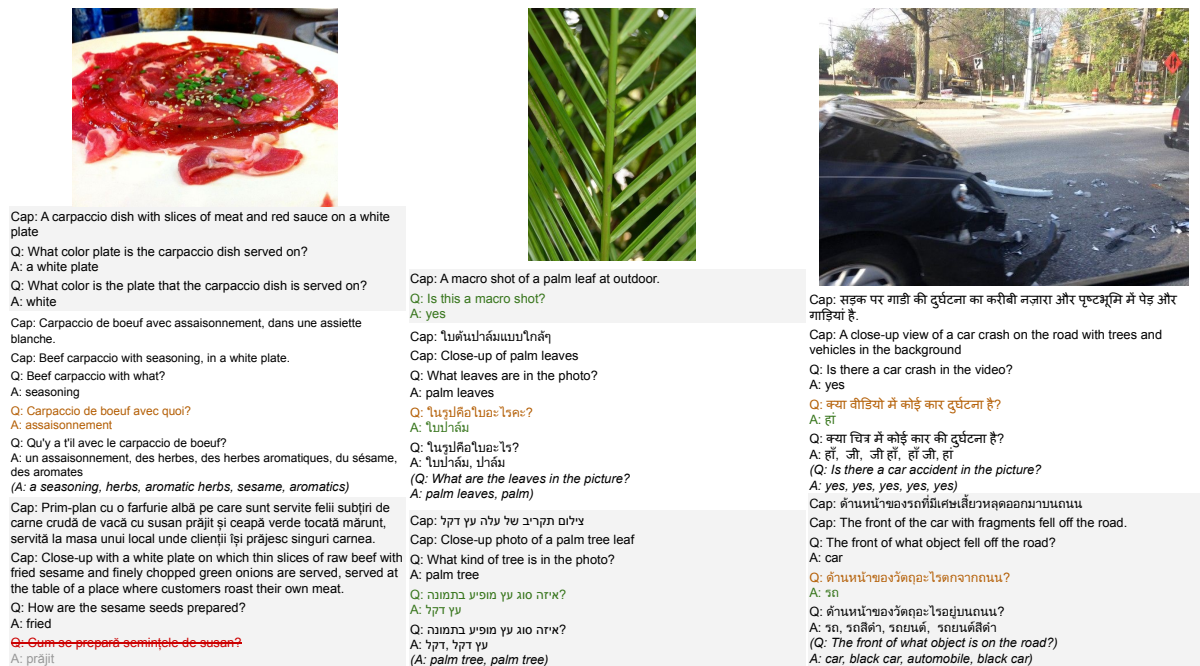 Cap: A carpaccio dish with slices of meat and red sauce on a white
plate
Q: What color plate is the carpaccio dish served on?
A: a white plate
Q: What color is the plate that the carpaccio dish is served on?
A: white
Cap: Carpaccio de boeuf avec assaisonnement, dans une assiette
blanche.
Cap: Beef carpaccio with seasoning, in a white plate.
Q: Beef carpaccio with what?
A: seasoning
Q: Carpaccio de boeuf avec quoi?
A: assaisonnement
Q: Qu'y a t'il avec le carpaccio de boeuf?
A: un assaisonnement, des herbes, des herbes aromatiques, du sésame,
des aromates
(A: a seasoning, herbs, aromatic herbs, sesame, aromatics)
Cap: Prim-plan cu o farfurie albă pe care sunt servite felii subțiri de
carne crudă de vacă cu susan prăjit și ceapă verde tocată mărunt,
servită la masa unui local unde clienții își prăjesc singuri carnea.
Cap: Close-up with a white plate on which thin slices of raw beef with
fried sesame and finely chopped green onions are served, served at
the table of a place where customers roast their own meat.
Q: How are the sesame seeds prepared?
A: fried
Q: Cum se prepară semințele de susan?
A: prăjit
Cap: A macro shot of a palm leaf at outdoor.
Q: Is this a macro shot?
A: yes
Cap: ใบต้นปาล์มแบบใกล้ๆ
Cap: Close-up of palm leaves
Q: What leaves are in the photo?
A: palm leaves
Q: ในรูปคือใบอะไรคะ?
A: ใบปาล์ม
Q: ในรูปคือใบอะไร?
A: ใบปาล์ม, ปาล์ม
(Q: What are the leaves in the picture?
A: palm leaves, palm)
Cap: צילום תקריב של עלה עץ דקל
Cap: Close-up photo of a palm tree leaf
Q: What kind of tree is in the photo?
A: palm tree
Q: איזה סוג עץ מופיע בתמונה?
A: עץ דקל
Q: איזה סוג עץ מופיע בתמונה?
A: עץ דקל, דקל
(A: palm tree, palm tree)
Cap: सड़क पर गाडी की दुर्घटना का करीबी नज़ारा और पृष्टभूमि में पेड़ और
गाड़ियां है.
Cap: A close-up view of a car crash on the road with trees and
vehicles in the background
Q: Is there a car crash in the video?
A: yes
Q: क्या वीडियो में कोई कार दुर्घटना है?
A: हां
Q: क्या चित्र में कोई कार की दुर्घटना है?
A: हाँ, जी, जी हाँ, हाँ जी, हां
(Q: Is there a car accident in the picture?
A: yes, yes, yes, yes, yes)
Cap: ด้านหน้าของรถที่มีเศษเสี้ยวหลุดออกมาบนถนน
Cap: The front of the car with fragments fell off the road.
Q: The front of what object fell off the road?
A: car
Q: ด้านหน้าของวัตถุอะไรตกจากถนน?
A: รถ
Q: ด้านหน้าของวัตถุอะไรอยู่บนถนน?
A: รถ, รถสีดำ, รถยนต์, รถยนต์สีดำ
(Q: The front of what object is on the road?)
A: car, black car, automobile, black car)